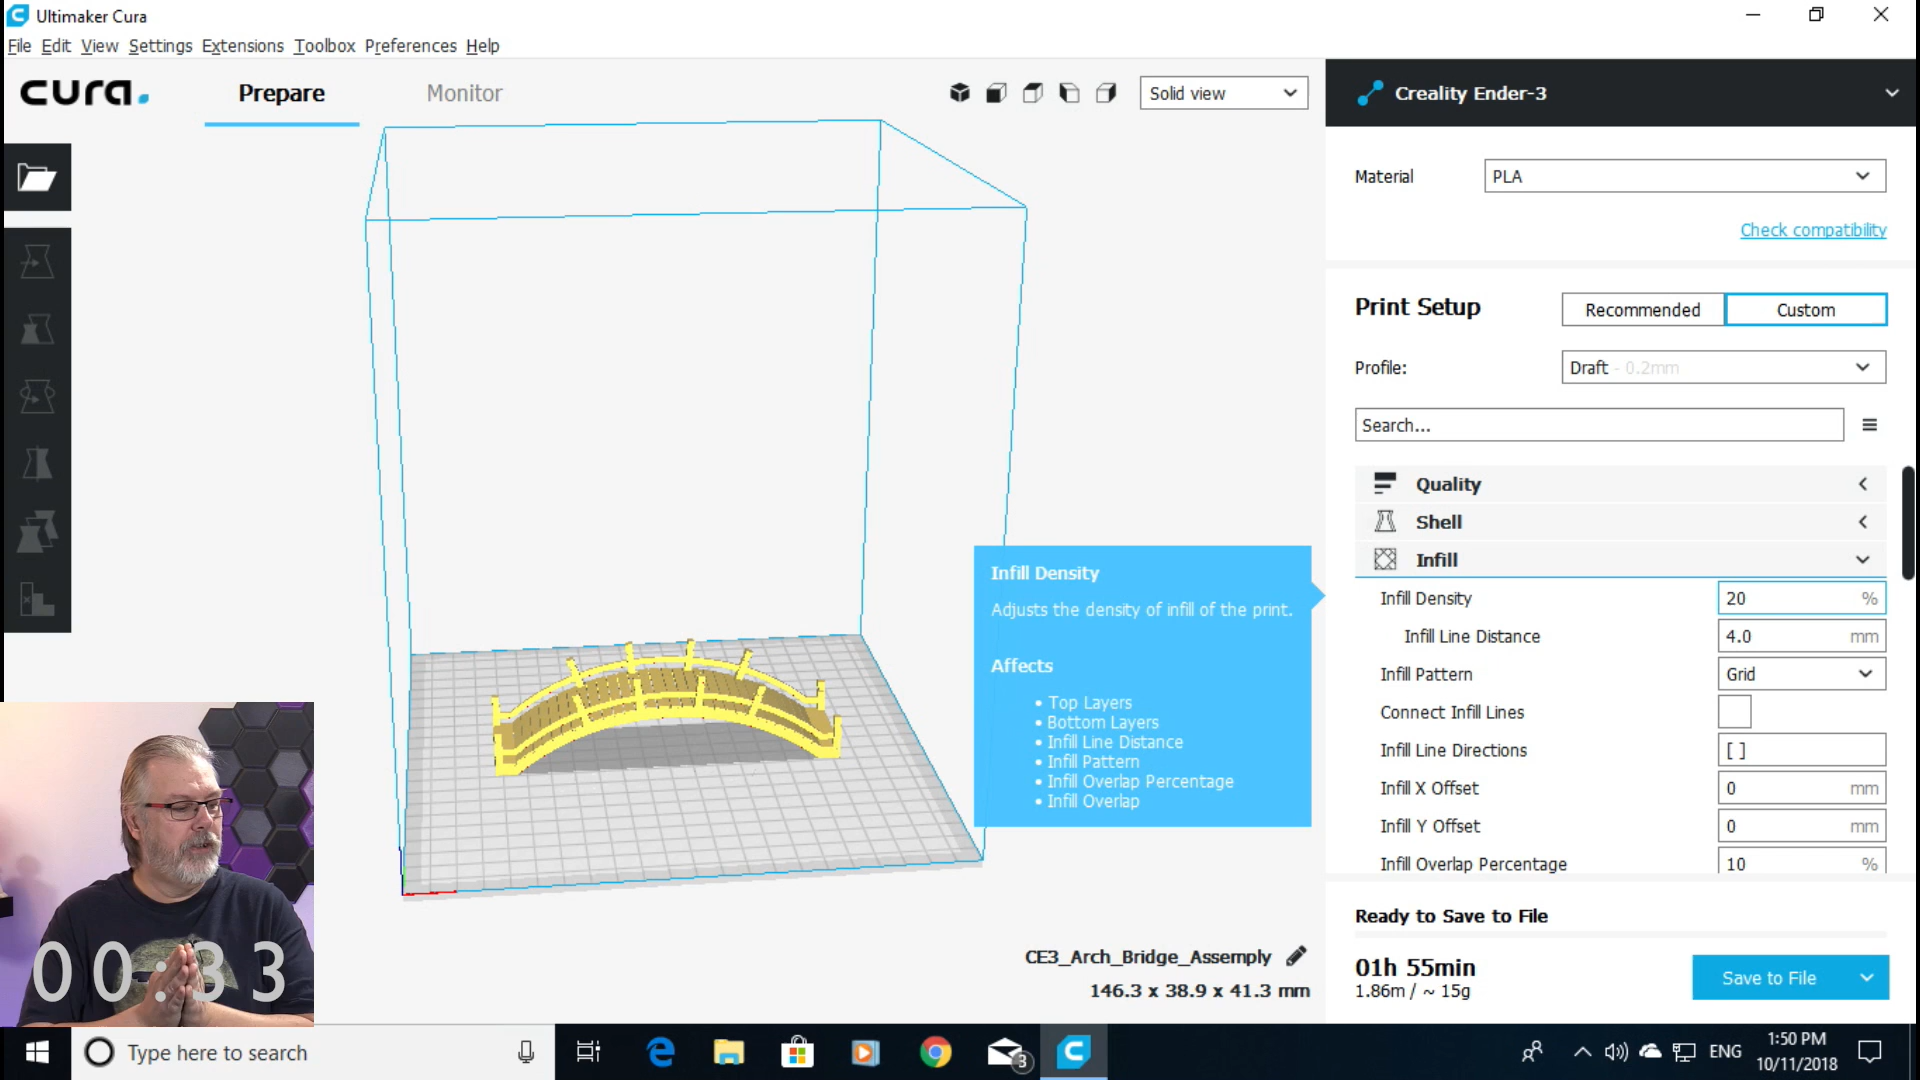 Ultimaker Cura
File Edit View Settings Extensions Toolbox Preferences Help
cura.
Prepare
Monitor
Solid view
Creality Ender-3
Material
PLA
Check compatibility
Print Setup
Recommended
Custom
Profile:
Draft - 0.2mm
Search...
Quality
Shell
Infill
Infill Density
20 %
Infill Line Distance
4.0 mm
Infill Pattern
Grid
Connect Infill Lines
Infill Line Directions
[ ]
Infill X Offset
0 mm
Infill Y Offset
0 mm
Infill Overlap Percentage
10 %
Infill Density
Adjusts the density of infill of the print.
Affects
• Top Layers
• Bottom Layers
• Infill Line Distance
• Infill Pattern
• Infill Overlap Percentage
• Infill Overlap
CE3_Arch_Bridge_Assemply
146.3 x 38.9 x 41.3 mm
Ready to Save to File
01h 55min
1.86m / ~ 15g
Save to File
00:33
Type here to search
3
ENG
1:50 PM
10/11/2018